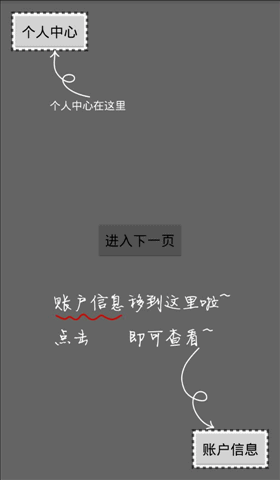 个人中心
个人中心在这里
进入下一页
账户信息移到这里啦~
点击 即可查看~
账户信息